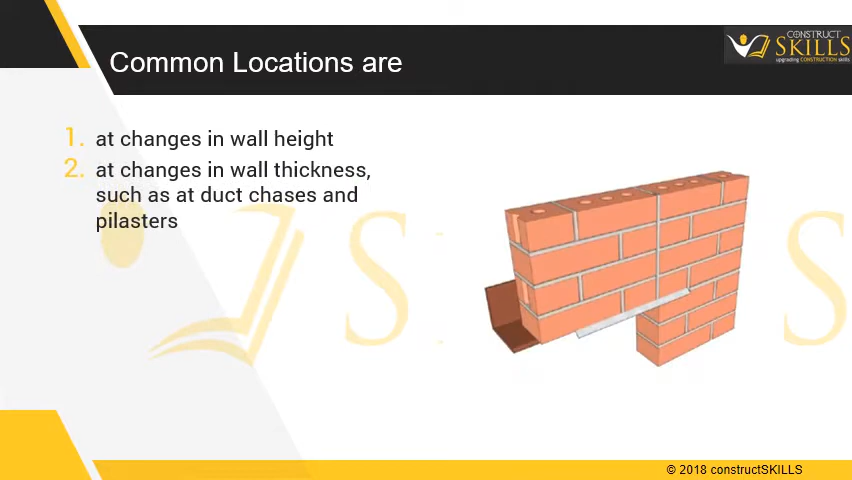 CONSTRUCT
SKILLS
upgrading CONSTRUCTION skills
Common Locations are
1. at changes in wall height
2. at changes in wall thickness,
such as at duct chases and
pilasters
© 2018 constructSKILLS